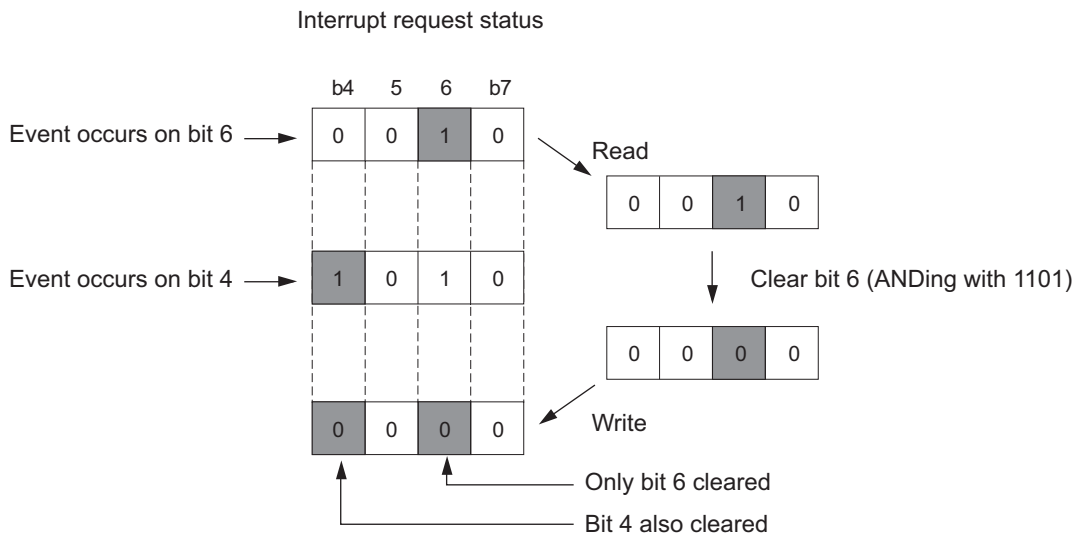 Interrupt request status
b4 5 6 b7
Event occurs on bit 6
0 0 1 0
Read
0 0 1 0
Event occurs on bit 4
1 0 1 0
Clear bit 6 (ANDing with 1101)
0 0 0 0
0 0 0 0
Write
Only bit 6 cleared
Bit 4 also cleared